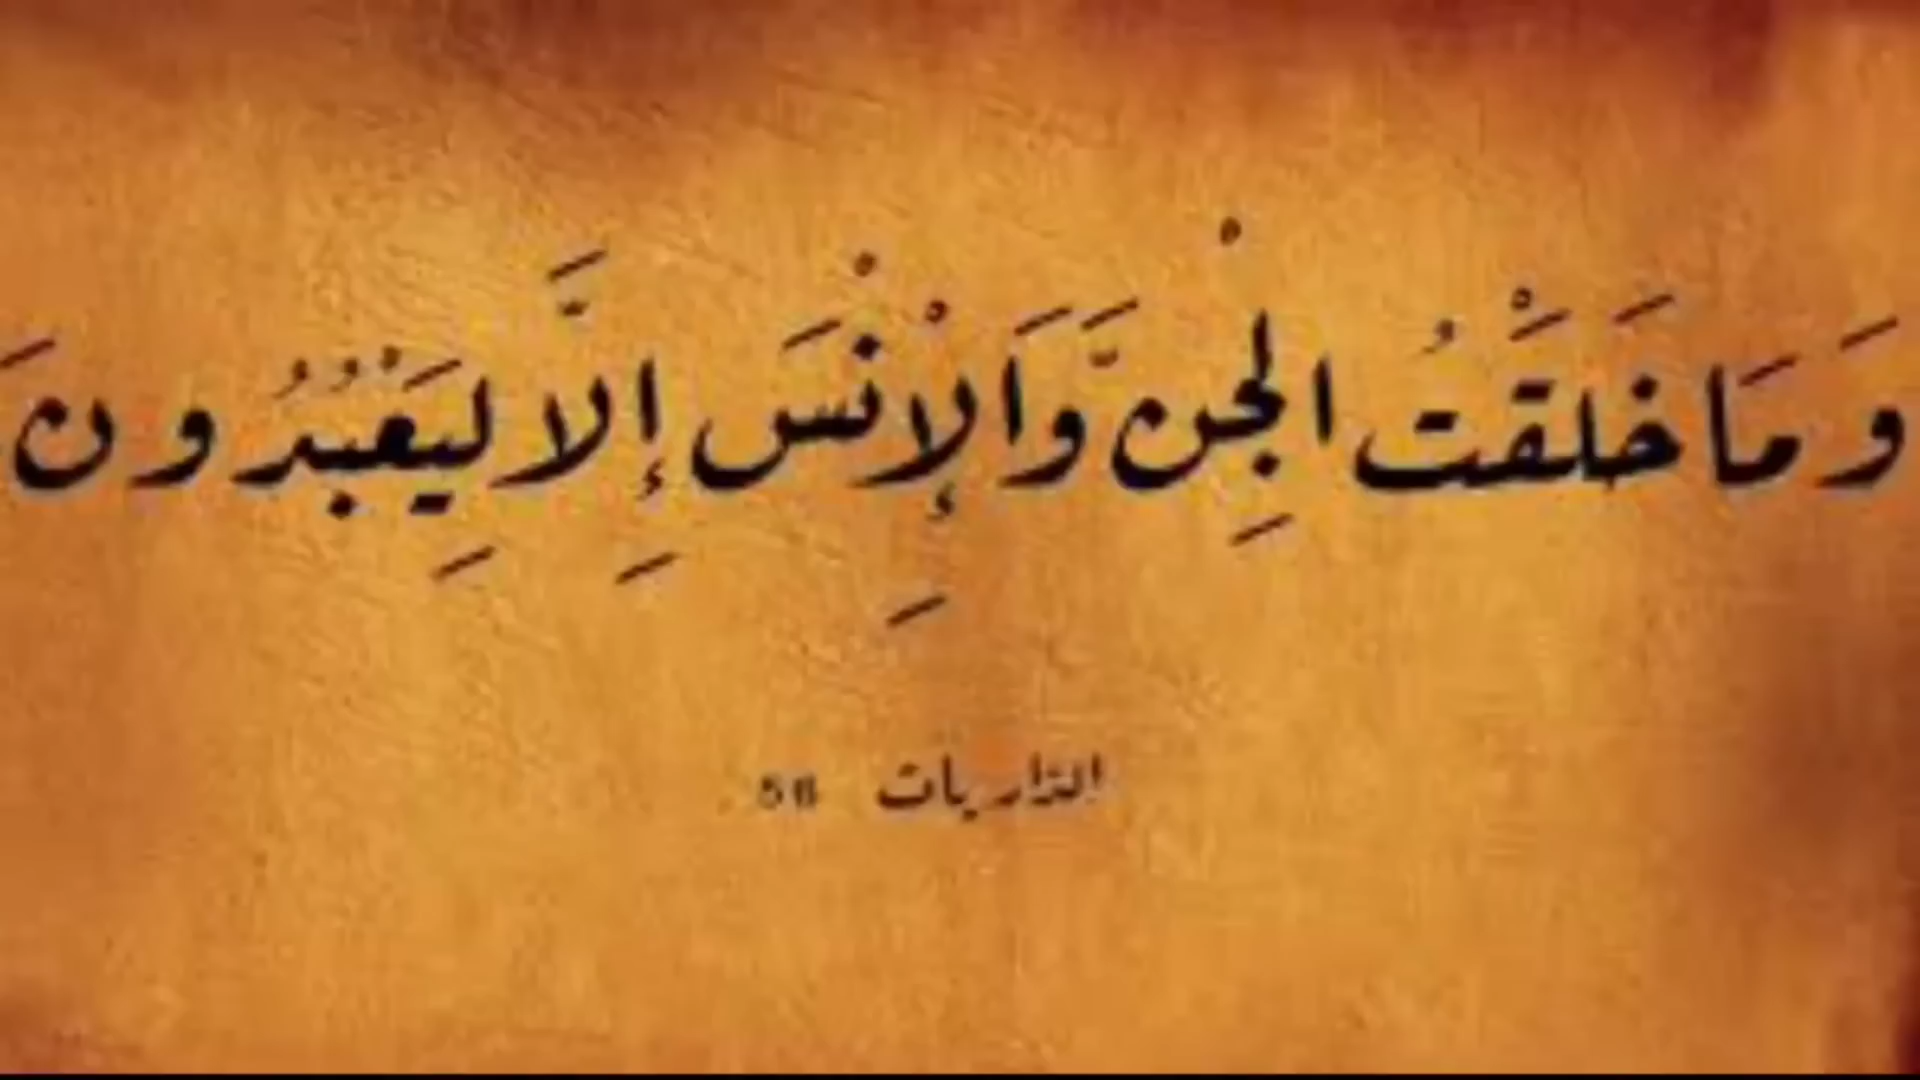 وَمَا خَلَقْتُ الْجِنَّ وَالْإِنْسَ إِلَّا لِيَعْبُدُونَ
الذاريات 56